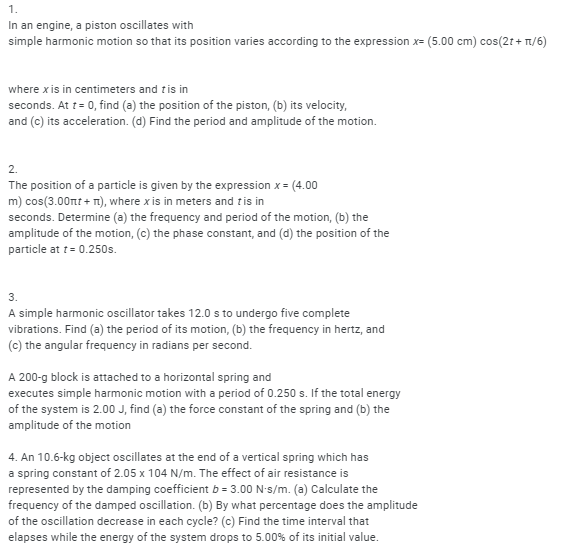 1.
In an engine, a piston oscillates with
simple harmonic motion so that its position varies according to the expression x= (5.00 cm) cos(2t + π/6)
where x is in centimeters and t is in
seconds. At t = 0, find (a) the position of the piston, (b) its velocity,
and (c) its acceleration. (d) Find the period and amplitude of the motion.
2.
The position of a particle is given by the expression x = (4.00
m) cos(3.00πt + π), where x is in meters and t is in
seconds. Determine (a) the frequency and period of the motion, (b) the
amplitude of the motion, (c) the phase constant, and (d) the position of the
particle at t = 0.250s.
3.
A simple harmonic oscillator takes 12.0 s to undergo five complete
vibrations. Find (a) the period of its motion, (b) the frequency in hertz, and
(c) the angular frequency in radians per second.
A 200-g block is attached to a horizontal spring and
executes simple harmonic motion with a period of 0.250 s. If the total energy
of the system is 2.00 J, find (a) the force constant of the spring and (b) the
amplitude of the motion
4. An 10.6-kg object oscillates at the end of a vertical spring which has
a spring constant of 2.05 x 104 N/m. The effect of air resistance is
represented by the damping coefficient b = 3.00 N·s/m. (a) Calculate the
frequency of the damped oscillation. (b) By what percentage does the amplitude
of the oscillation decrease in each cycle? (c) Find the time interval that
elapses while the energy of the system drops to 5.00% of its initial value.